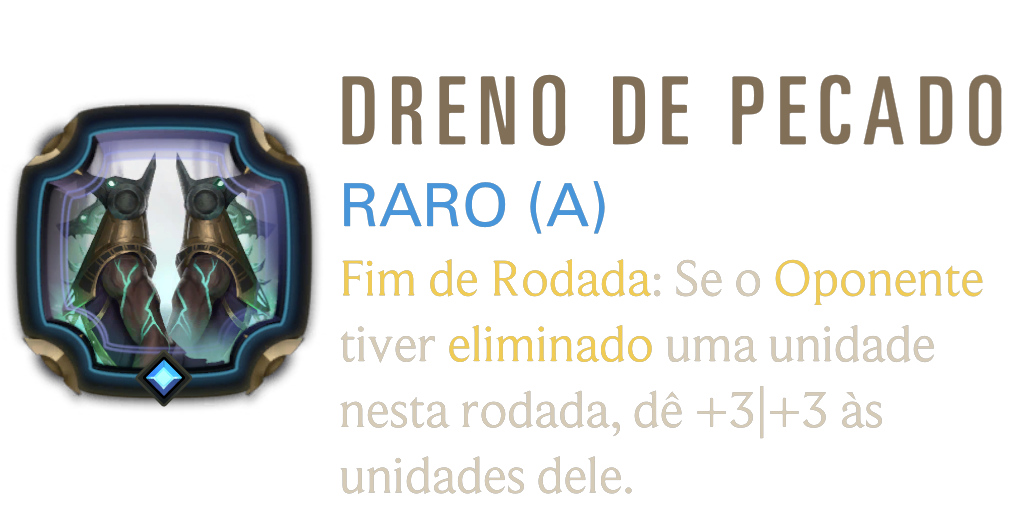 DRENO DE PECADO
RARO (A)
Fim de Rodada: Se o Oponente
tiver eliminado uma unidade
nesta rodada, dê +3|+3 às
unidades dele.